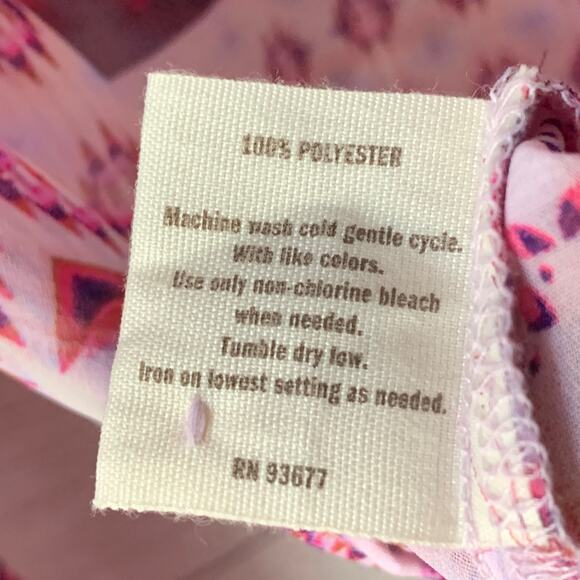 100% POLYESTER
Machine wash cold gentle cycle.
With like colors.
Use only non-chlorine bleach
when needed.
Tumble dry low.
Iron on lowest setting as needed.
RN 93677